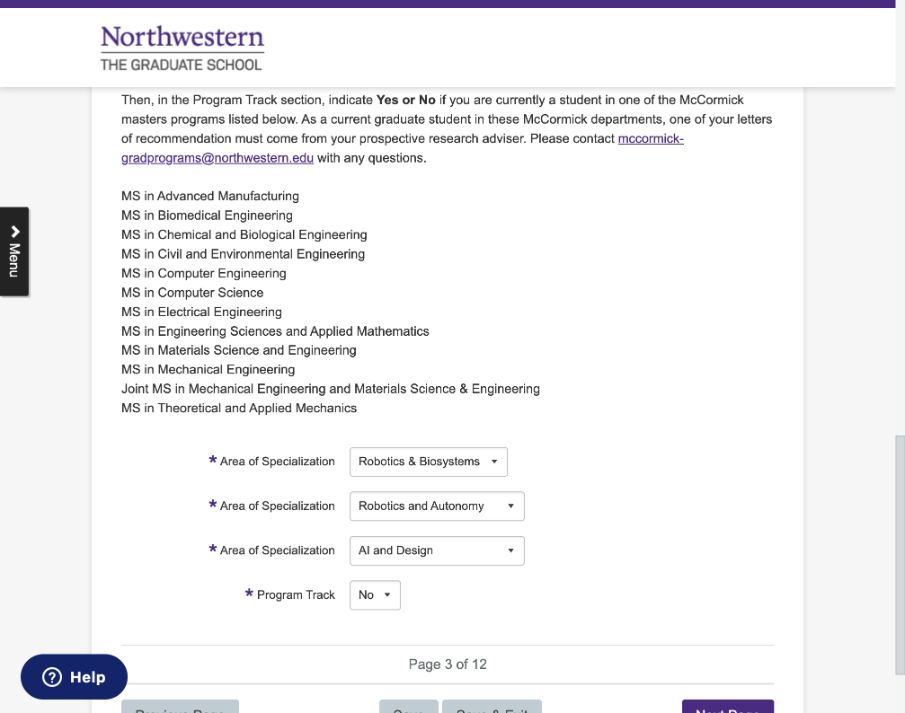 Northwestern
THE GRADUATE SCHOOL
Then, in the Program Track section, indicate Yes or No if you are currently a student in one of the McCormick
masters programs listed below. As a current graduate student in these McCormick departments, one of your letters
of recommendation must come from your prospective research adviser. Please contact mccormick-
gradprograms@northwestern.edu with any questions.
MS in Advanced Manufacturing
MS in Biomedical Engineering
MS in Chemical and Biological Engineering
MS in Civil and Environmental Engineering
MS in Computer Engineering
MS in Computer Science
MS in Electrical Engineering
MS in Engineering Sciences and Applied Mathematics
MS in Materials Science and Engineering
MS in Mechanical Engineering
Joint MS in Mechanical Engineering and Materials Science & Engineering
MS in Theoretical and Applied Mechanics
Menu
* Area of Specialization Robotics & Biosystems
* Area of Specialization Robotics and Autonomy
* Area of Specialization AI and Design
* Program Track No
Page 3 of 12
Help
Previous Page Save Save & Exit Next Page